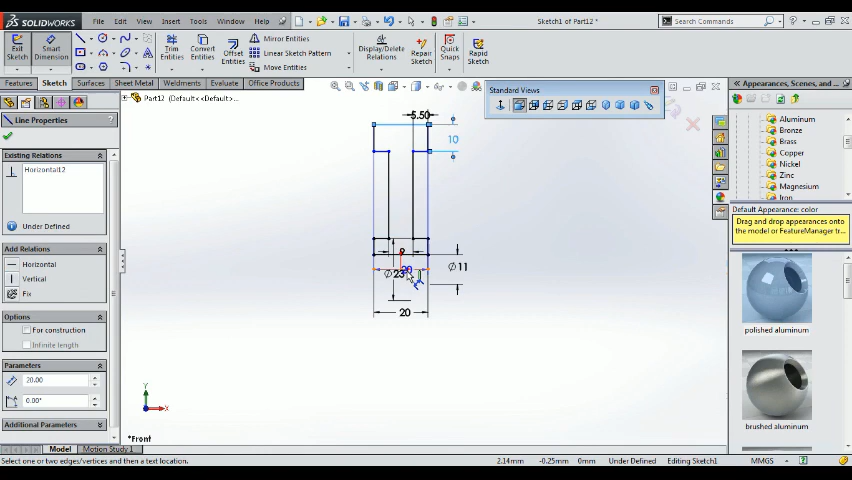 SOLIDWORKS File Edit View Insert Tools Window Help Sketch1 of Part12 * Search Commands
Exit Sketch Smart Dimension Trim Entities Convert Entities Offset Entities Mirror Entities Linear Sketch Pattern Move Entities Display/Delete Relations Repair Sketch Quick Snaps Rapid Sketch
Features Sketch Surfaces Sheet Metal Weldments Evaluate Office Products
Standard Views
Appearances, Scenes, and...
Part12 (Default<<Default>...
Line Properties
Existing Relations
Horizontal12
Under Defined
Add Relations
Horizontal
Vertical
Fix
Options
For construction
Infinite length
Parameters
20.00
0.00°
Additional Parameters
5.50
10
9
20
Ø23
Ø11
20
Y
X
*Front
Aluminum
Bronze
Brass
Copper
Nickel
Zinc
Magnesium
Iron
Default Appearance: color
Drag and drop appearances onto
the model or FeatureManager tr...
polished aluminum
brushed aluminum
Model Motion Study 1
Select one or two edges/vertices and then a text location. 2.14mm -0.25mm 0mm Under Defined Editing Sketch1 MMGS